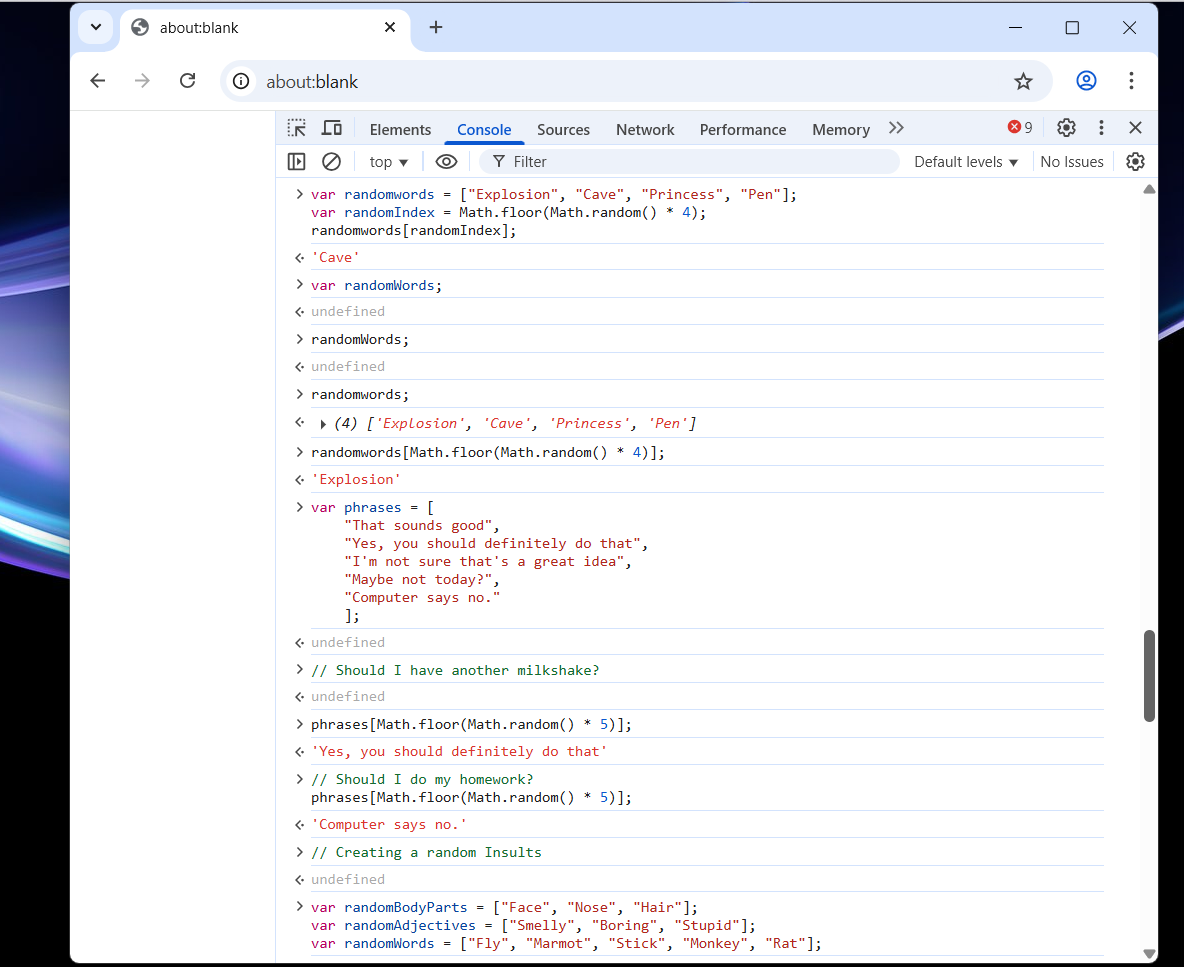 about:blank
about:blank
Elements Console Sources Network Performance Memory 9
top Filter Default levels No Issues
var randomwords = ["Explosion", "Cave", "Princess", "Pen"];
var randomIndex = Math.floor(Math.random() * 4);
randomwords[randomIndex];
'Cave'
var randomWords;
undefined
randomWords;
undefined
randomwords;
(4) ['Explosion', 'Cave', 'Princess', 'Pen']
randomwords[Math.floor(Math.random() * 4)];
'Explosion'
var phrases = [
"That sounds good",
"Yes, you should definitely do that",
"I'm not sure that's a great idea",
"Maybe not today?",
"Computer says no."
];
undefined
// Should I have another milkshake?
undefined
phrases[Math.floor(Math.random() * 5)];
'Yes, you should definitely do that'
// Should I do my homework?
phrases[Math.floor(Math.random() * 5)];
'Computer says no.'
// Creating a random Insults
undefined
var randomBodyParts = ["Face", "Nose", "Hair"];
var randomAdjectives = ["Smelly", "Boring", "Stupid"];
var randomWords = ["Fly", "Marmot", "Stick", "Monkey", "Rat"];